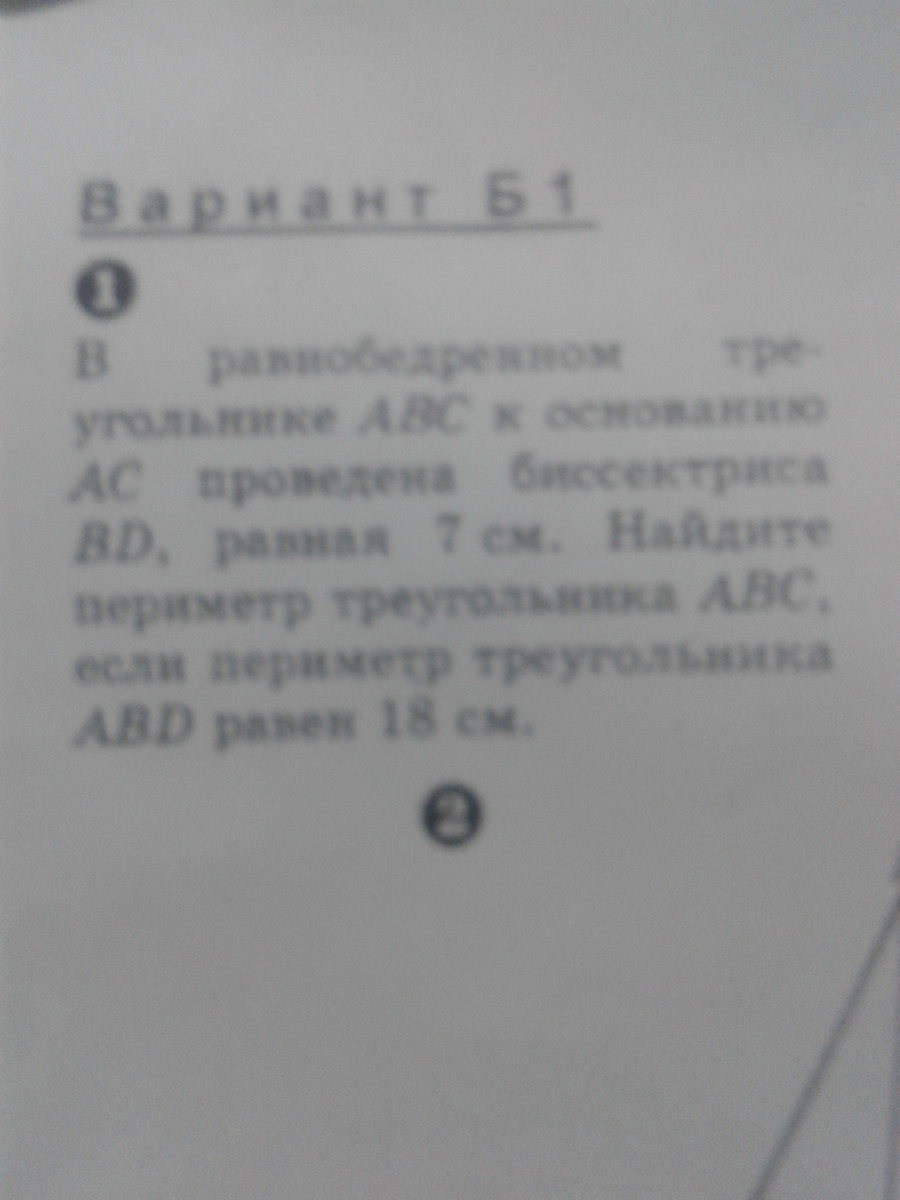 Вариант Б1
1
В равнобедренном тре-
угольнике ABC к основанию
AC проведена биссектриса
BD, равная 7 см. Найдите
периметр треугольника ABC,
если периметр треугольника
ABD равен 18 см.
2